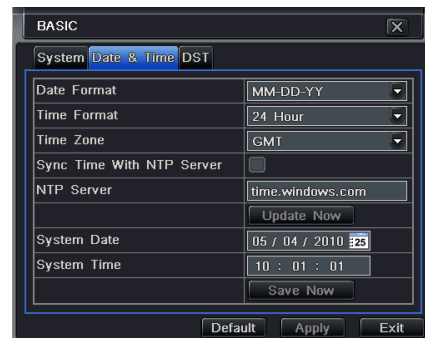 BASIC
System Date & Time DST
Date Format MM-DD-YY
Time Format 24 Hour
Time Zone GMT
Sync Time With NTP Server
NTP Server time.windows.com
Update Now
System Date 05 / 04 / 2010 25
System Time 10 : 01 : 01
Save Now
Default Apply Exit